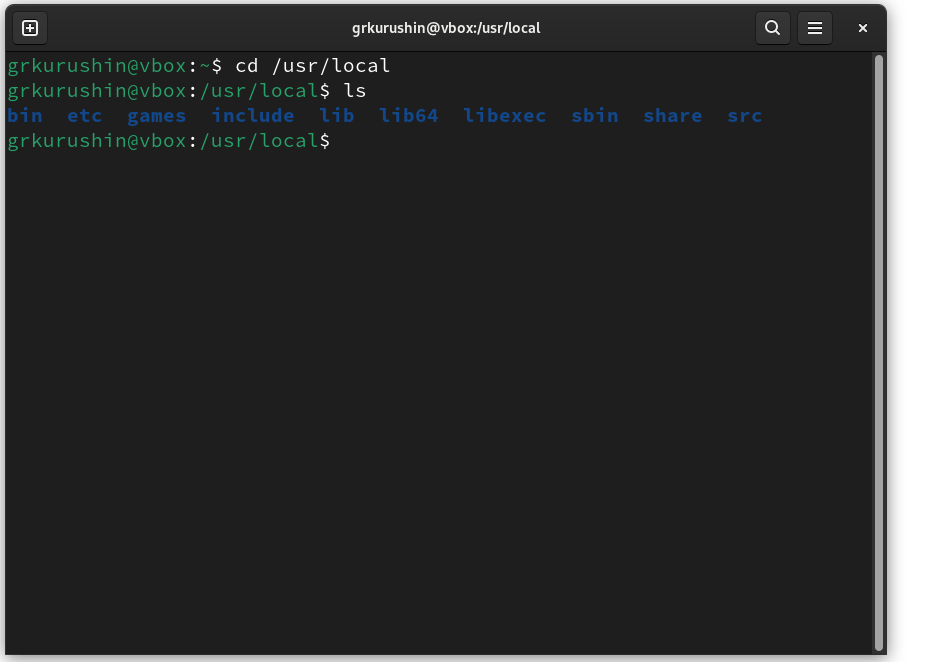 grkurushin@vbox:/usr/local
grkurushin@vbox:~$ cd /usr/local
grkurushin@vbox:/usr/local$ ls
bin  etc  games  include  lib  lib64  libexec  sbin  share  src
grkurushin@vbox:/usr/local$